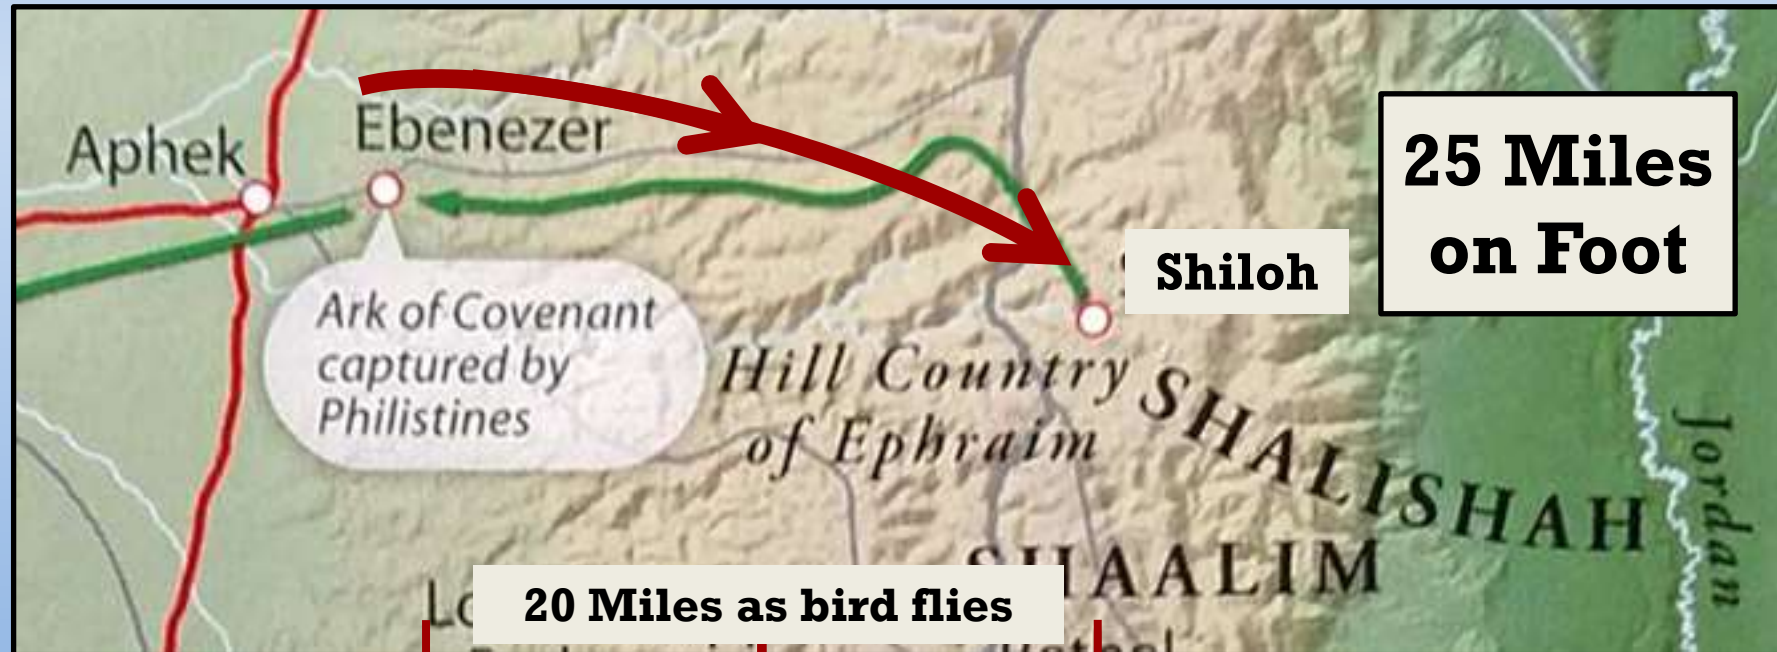 Aphek
Ebenezer
25 Miles
on Foot
Shiloh
Ark of Covenant
captured by
Philistines
Hill Country
of Ephraim
SHALISHAH
Jordan
SHAALIM
20 Miles as bird flies